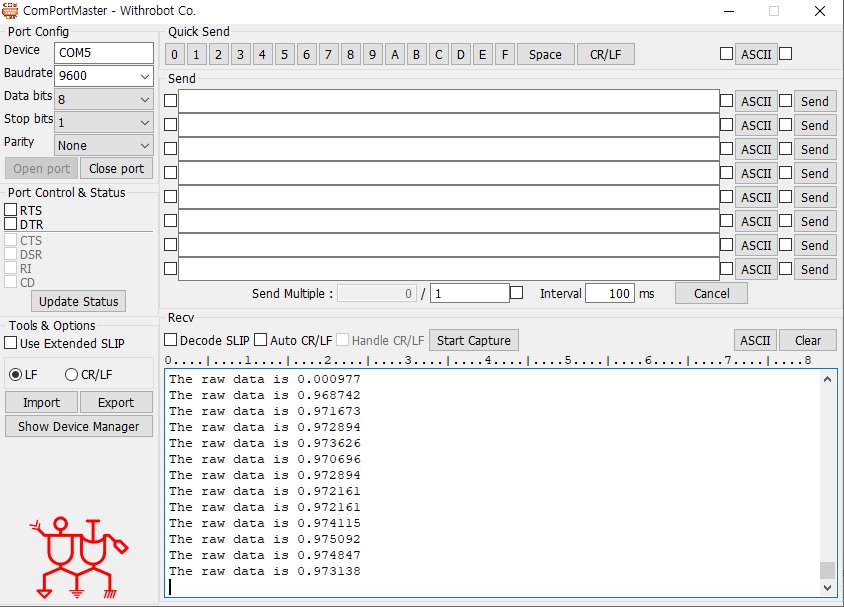 ComPortMaster - Withrobot Co.
Port Config
Device COM5
Baudrate 9600
Data bits 8
Stop bits 1
Parity None
Open port Close port
Port Control & Status
RTS
DTR
CTS
DSR
RI
CD
Update Status
Tools & Options
Use Extended SLIP
LF CR/LF
Import Export
Show Device Manager
Quick Send
0 1 2 3 4 5 6 7 8 9 A B C D E F Space CR/LF ASCII
Send
ASCII Send
ASCII Send
ASCII Send
ASCII Send
ASCII Send
ASCII Send
ASCII Send
ASCII Send
Send Multiple : 0 / 1 Interval 100 ms Cancel
Recv
Decode SLIP Auto CR/LF Handle CR/LF Start Capture ASCII Clear
0....|....1....|....2....|....3....|....4....|....5....|....6....|....7....|....8
The raw data is 0.000977
The raw data is 0.968742
The raw data is 0.971673
The raw data is 0.972894
The raw data is 0.973626
The raw data is 0.970696
The raw data is 0.972894
The raw data is 0.972161
The raw data is 0.972161
The raw data is 0.974115
The raw data is 0.975092
The raw data is 0.974847
The raw data is 0.973138